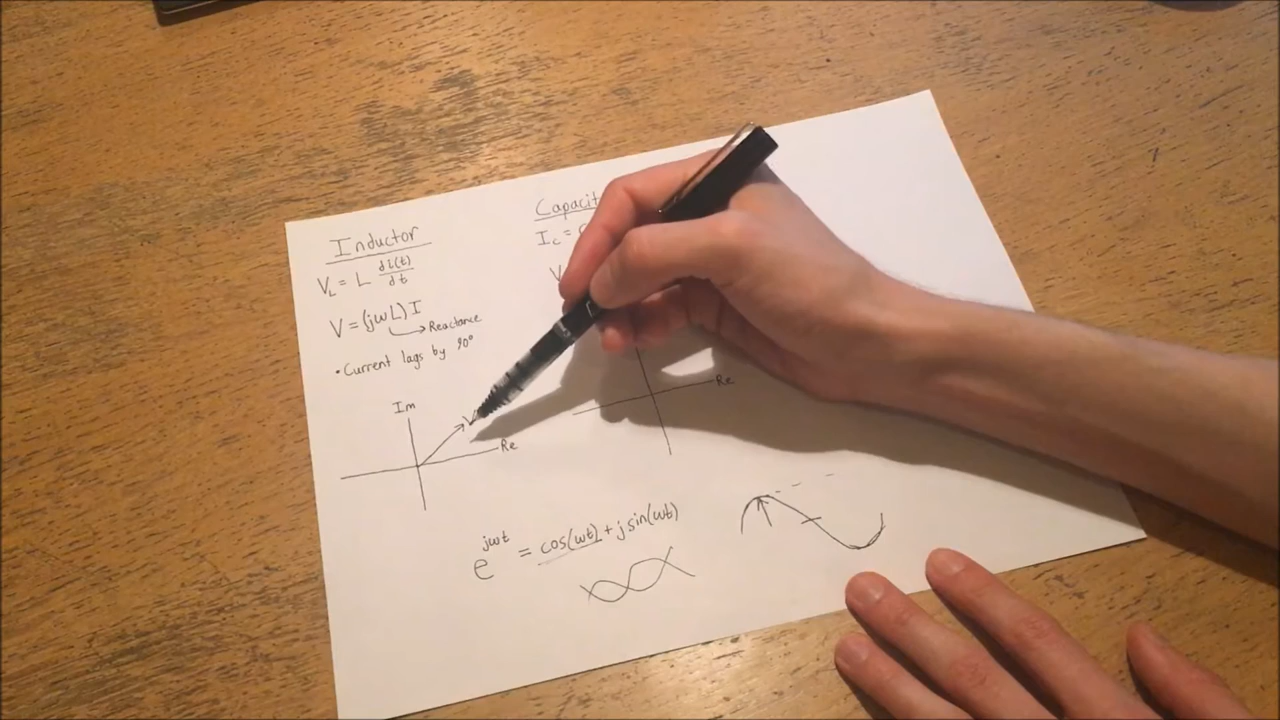 Inductor
V_L = L di(t)/dt
V = (jωL) I
→ Reactance
• Current lags by 90°
Im
V
Re
I_C =
V
Re
e^jωt = cos(ωt) + j sin(ωt)